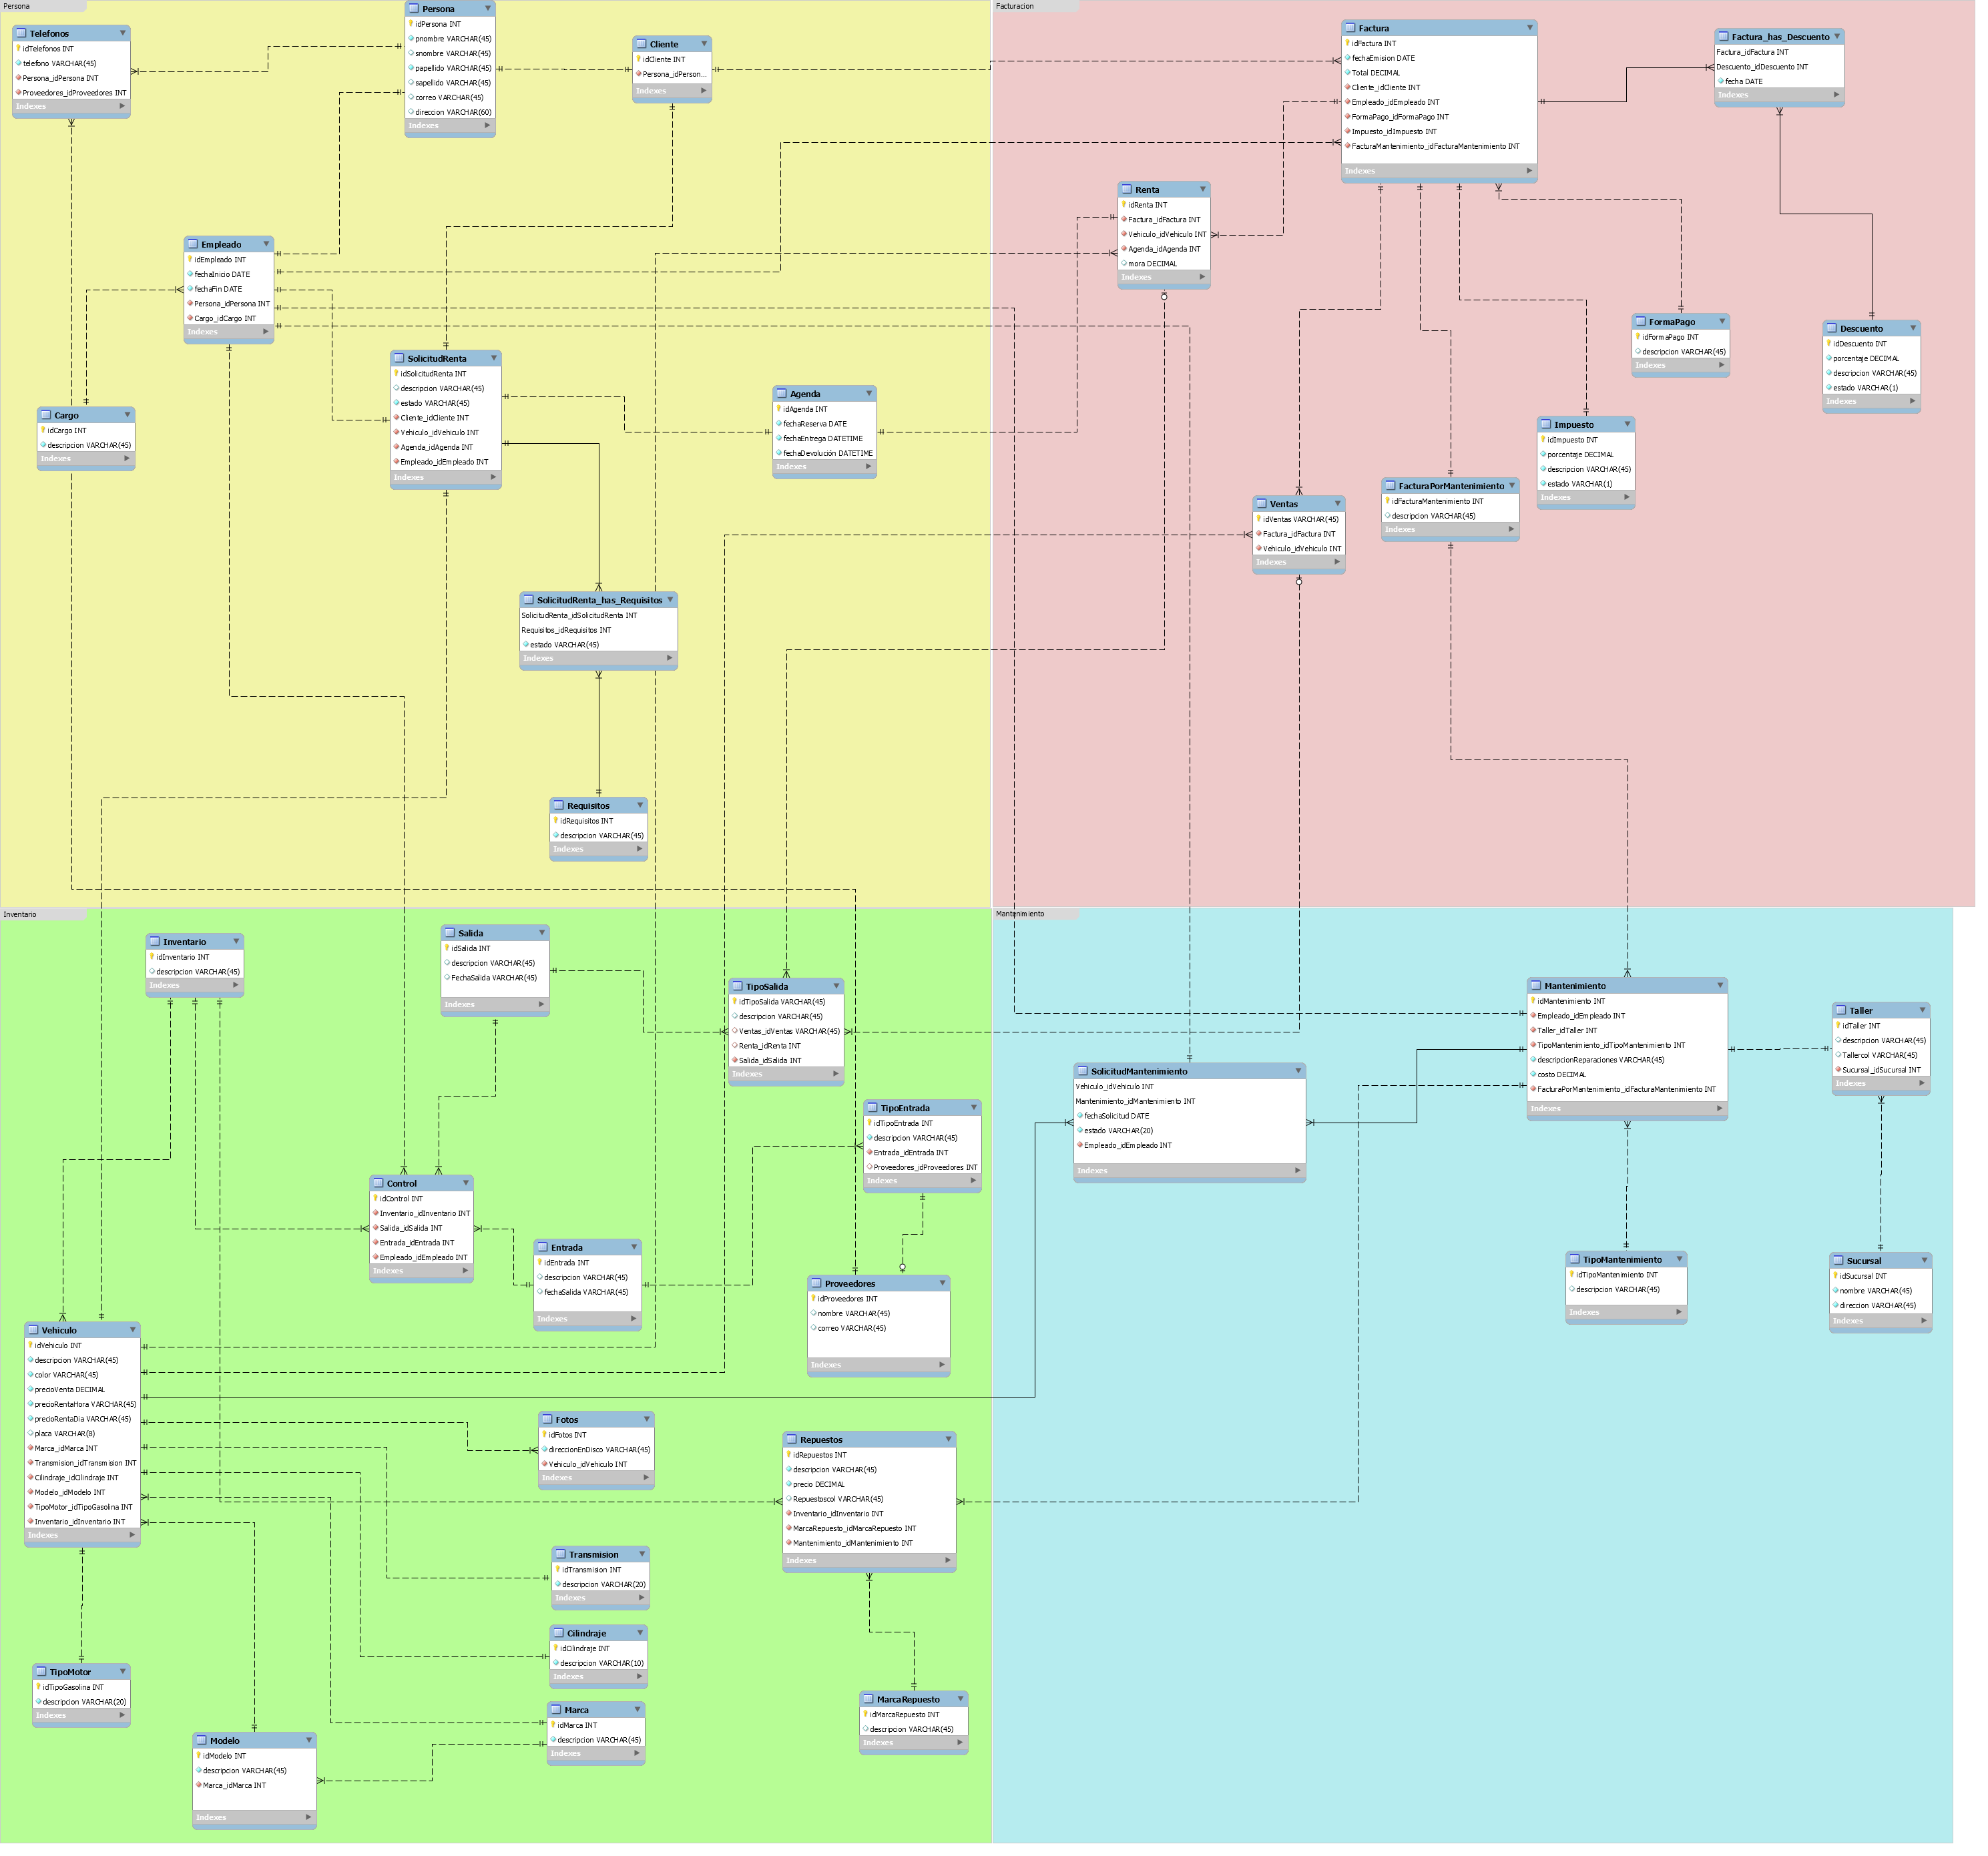 Persona
Telefonos
idTelefonos INT
telefono VARCHAR(45)
Persona_idPersona INT
Proveedores_idProveedores INT
Indexes
Persona
idPersona INT
pnombre VARCHAR(45)
snombre VARCHAR(45)
papellido VARCHAR(45)
sapellido VARCHAR(45)
correo VARCHAR(45)
direccion VARCHAR(60)
Indexes
Cliente
idCliente INT
Persona_idPerson...
Indexes
Empleado
idEmpleado INT
fechaInicio DATE
fechaFin DATE
Persona_idPersona INT
Cargo_idCargo INT
Indexes
Cargo
idCargo INT
descripcion VARCHAR(45)
Indexes
SolicitudRenta
idSolicitudRenta INT
descripcion VARCHAR(45)
estado VARCHAR(45)
Cliente_idCliente INT
Vehiculo_idVehiculo INT
Agenda_idAgenda INT
Empleado_idEmpleado INT
Indexes
Agenda
idAgenda INT
fechaReserva DATE
fechaEntrega DATETIME
fechaDevolución DATETIME
Indexes
SolicitudRenta_has_Requisitos
SolicitudRenta_idSolicitudRenta INT
Requisitos_idRequisitos INT
estado VARCHAR(45)
Indexes
Requisitos
idRequisitos INT
descripcion VARCHAR(45)
Indexes
Facturacion
Factura
idFactura INT
fechaEmision DATE
Total DECIMAL
Cliente_idCliente INT
Empleado_idEmpleado INT
FormaPago_idFormaPago INT
Impuesto_idImpuesto INT
FacturaMantenimiento_idFacturaMantenimiento INT
Indexes
Factura_has_Descuento
Factura_idFactura INT
Descuento_idDescuento INT
fecha DATE
Indexes
Renta
idRenta INT
Factura_idFactura INT
Vehiculo_idVehiculo INT
Agenda_idAgenda INT
mora DECIMAL
Indexes
FormaPago
idFormaPago INT
descripcion VARCHAR(45)
Indexes
Descuento
idDescuento INT
porcentaje DECIMAL
descripcion VARCHAR(45)
estado VARCHAR(1)
Indexes
Impuesto
idImpuesto INT
porcentaje DECIMAL
descripcion VARCHAR(45)
estado VARCHAR(1)
Indexes
FacturaPorMantenimiento
idFacturaMantenimiento INT
descripcion VARCHAR(45)
Indexes
Ventas
idVentas VARCHAR(45)
Factura_idFactura INT
Vehiculo_idVehiculo INT
Indexes
Inventario
Inventario
idInventario INT
descripcion VARCHAR(45)
Indexes
Salida
idSalida INT
descripcion VARCHAR(45)
FechaSalida VARCHAR(45)
Indexes
TipoSalida
idTipoSalida VARCHAR(45)
descripcion VARCHAR(45)
Ventas_idVentas VARCHAR(45)
Renta_idRenta INT
Salida_idSalida INT
Indexes
TipoEntrada
idTipoEntrada INT
descripcion VARCHAR(45)
Entrada_idEntrada INT
Proveedores_idProveedores INT
Indexes
Control
idControl INT
Inventario_idInventario INT
Salida_idSalida INT
Entrada_idEntrada INT
Empleado_idEmpleado INT
Indexes
Entrada
idEntrada INT
descripcion VARCHAR(45)
fechaSalida VARCHAR(45)
Indexes
Proveedores
idProveedores INT
nombre VARCHAR(45)
correo VARCHAR(45)
Indexes
Vehiculo
idVehiculo INT
descripcion VARCHAR(45)
color VARCHAR(45)
precioVenta DECIMAL
precioRentaHora VARCHAR(45)
precioRentaDia VARCHAR(45)
placa VARCHAR(8)
Marca_idMarca INT
Transmision_idTransmision INT
Cilindraje_idCilindraje INT
Modelo_idModelo INT
TipoMotor_idTipoGasolina INT
Inventario_idInventario INT
Indexes
Fotos
idFotos INT
direccionEnDisco VARCHAR(45)
Vehiculo_idVehiculo INT
Indexes
Repuestos
idRepuestos INT
descripcion VARCHAR(45)
precio DECIMAL
Repuestoscol VARCHAR(45)
Inventario_idInventario INT
MarcaRepuesto_idMarcaRepuesto INT
Mantenimiento_idMantenimiento INT
Indexes
Transmision
idTransmision INT
descripcion VARCHAR(20)
Indexes
Cilindraje
idCilindraje INT
descripcion VARCHAR(10)
Indexes
TipoMotor
idTipoGasolina INT
descripcion VARCHAR(20)
Indexes
Marca
idMarca INT
descripcion VARCHAR(45)
Indexes
MarcaRepuesto
idMarcaRepuesto INT
descripcion VARCHAR(45)
Indexes
Modelo
idModelo INT
descripcion VARCHAR(45)
Marca_idMarca INT
Indexes
Mantenimiento
Mantenimiento
idMantenimiento INT
Empleado_idEmpleado INT
Taller_idTaller INT
TipoMantenimiento_idTipoMantenimiento INT
descripcionReparaciones VARCHAR(45)
costo DECIMAL
FacturaPorMantenimiento_idFacturaMantenimiento INT
Indexes
Taller
idTaller INT
descripcion VARCHAR(45)
Tallercol VARCHAR(45)
Sucursal_idSucursal INT
Indexes
SolicitudMantenimiento
Vehiculo_idVehiculo INT
Mantenimiento_idMantenimiento INT
fechaSolicitud DATE
estado VARCHAR(20)
Empleado_idEmpleado INT
Indexes
TipoMantenimiento
idTipoMantenimiento INT
descripcion VARCHAR(45)
Indexes
Sucursal
idSucursal INT
nombre VARCHAR(45)
direccion VARCHAR(45)
Indexes